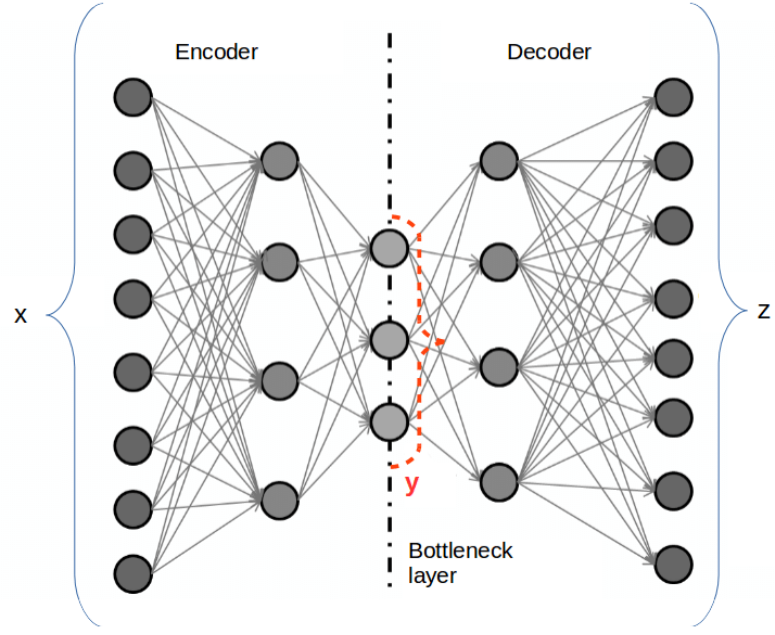 Encoder
Decoder
x
z
y
Bottleneck
layer